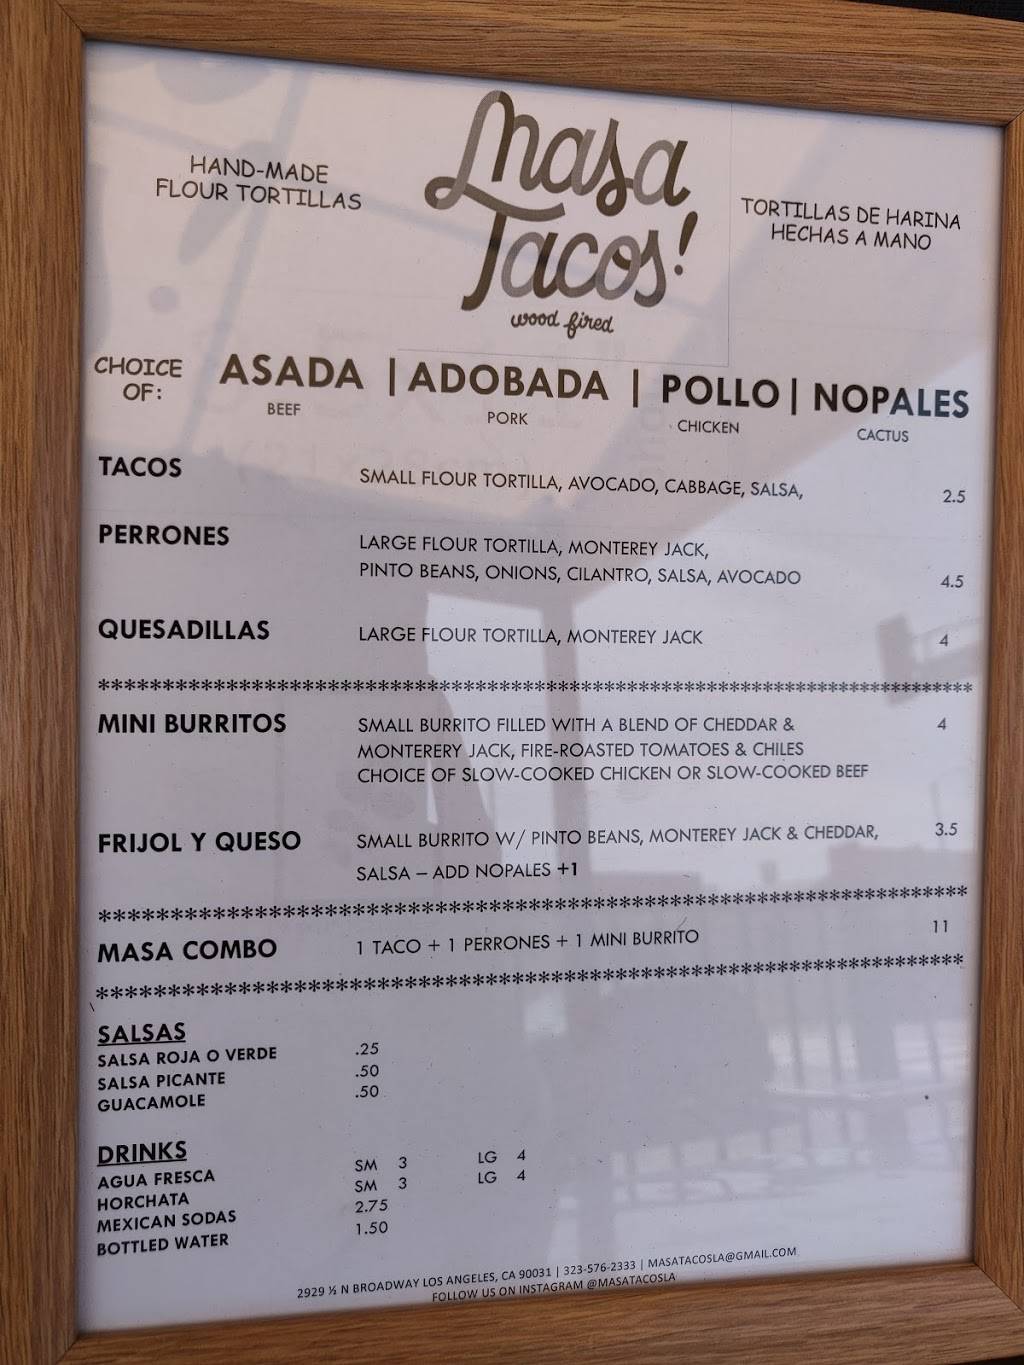 HAND-MADE
FLOUR TORTILLAS
Masa
Tacos!
wood fired
TORTILLAS DE HARINA
HECHAS A MANO
CHOICE
OF:
ASADA | ADOBADA | POLLO | NOPALES
BEEF PORK CHICKEN CACTUS
TACOS SMALL FLOUR TORTILLA, AVOCADO, CABBAGE, SALSA, 2.5
PERRONES LARGE FLOUR TORTILLA, MONTEREY JACK,
PINTO BEANS, ONIONS, CILANTRO, SALSA, AVOCADO 4.5
QUESADILLAS LARGE FLOUR TORTILLA, MONTEREY JACK 4
MINI BURRITOS SMALL BURRITO FILLED WITH A BLEND OF CHEDDAR & 4
MONTERERY JACK, FIRE-ROASTED TOMATOES & CHILES
CHOICE OF SLOW-COOKED CHICKEN OR SLOW-COOKED BEEF
FRIJOL Y QUESO SMALL BURRITO W/ PINTO BEANS, MONTEREY JACK & CHEDDAR, 3.5
SALSA – ADD NOPALES +1
MASA COMBO 1 TACO + 1 PERRONES + 1 MINI BURRITO 11
SALSAS
SALSA ROJA O VERDE .25
SALSA PICANTE .50
GUACAMOLE .50
DRINKS
AGUA FRESCA SM 3 LG 4
HORCHATA SM 3 LG 4
MEXICAN SODAS 2.75
BOTTLED WATER 1.50
2929 ½ N BROADWAY LOS ANGELES, CA 90031 | 323-576-2333 | MASATACOSLA@GMAIL.COM
FOLLOW US ON INSTAGRAM @MASATACOSLA